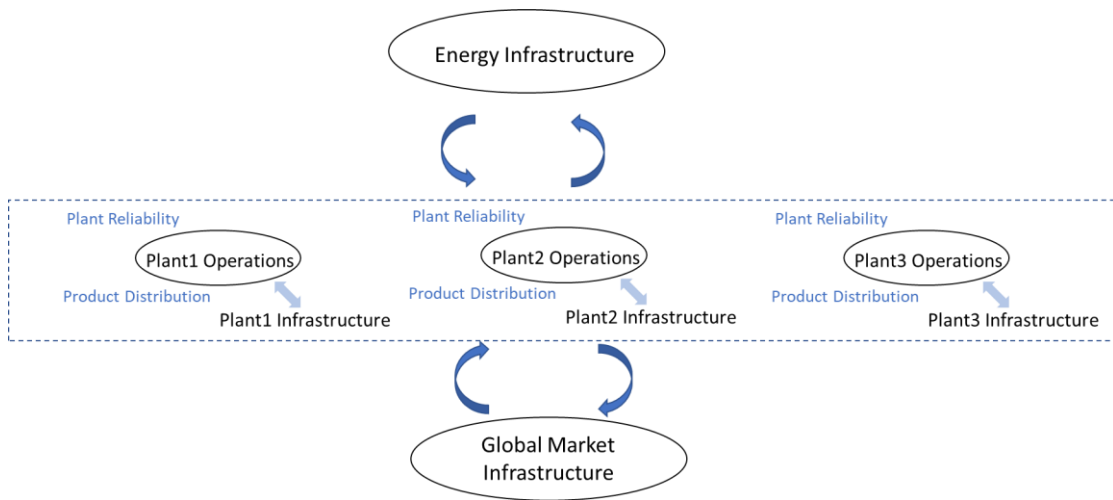 Energy Infrastructure
Plant Reliability
Plant Reliability
Plant Reliability
Plant1 Operations
Plant2 Operations
Plant3 Operations
Product Distribution
Product Distribution
Product Distribution
Plant1 Infrastructure
Plant2 Infrastructure
Plant3 Infrastructure
Global Market
Infrastructure